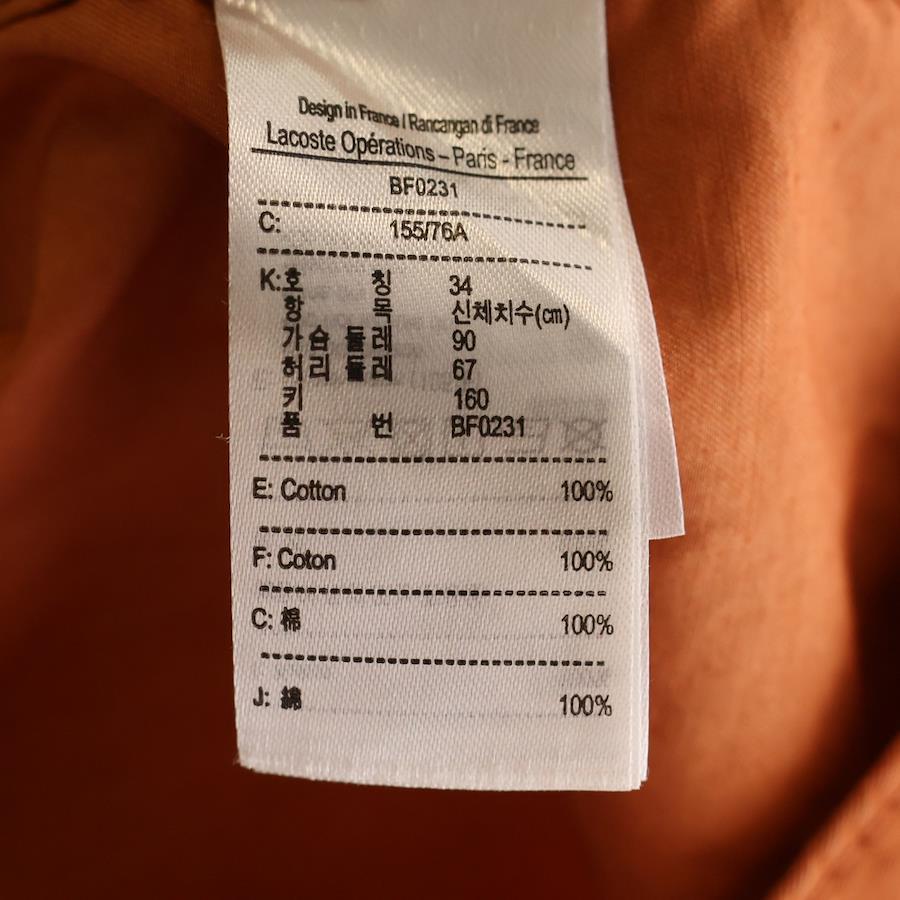 Design in France / Rancangan di France
Lacoste Opérations – Paris - France
BF0231
C: 155/76A
K: 호 칭 34
항 목 신체치수(cm)
가슴 둘레 90
허리 둘레 67
키 160
품 번 BF0231
E: Cotton 100%
F: Coton 100%
C: 棉 100%
J: 綿 100%